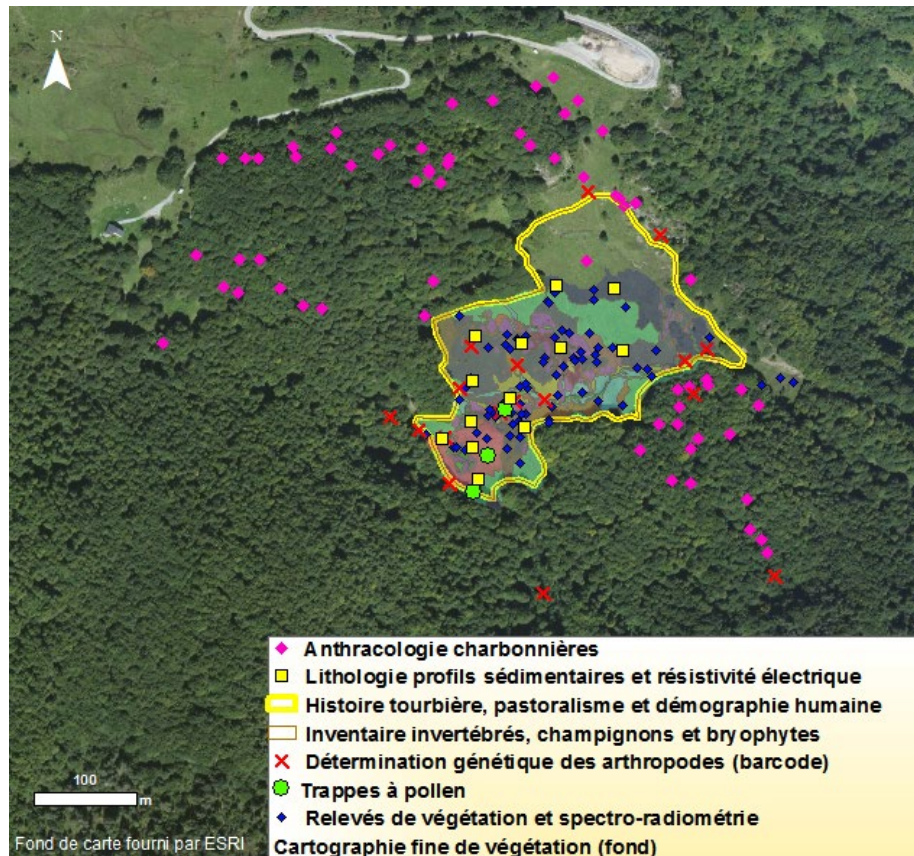 N
Anthracologie charbonnières
Lithologie profils sédimentaires et résistivité électrique
Histoire tourbière, pastoralisme et démographie humaine
Inventaire invertébrés, champignons et bryophytes
Détermination génétique des arthropodes (barcode)
Trappes à pollen
Relevés de végétation et spectro-radiométrie
Cartographie fine de végétation (fond)
100
m
Fond de carte fourni par ESRI